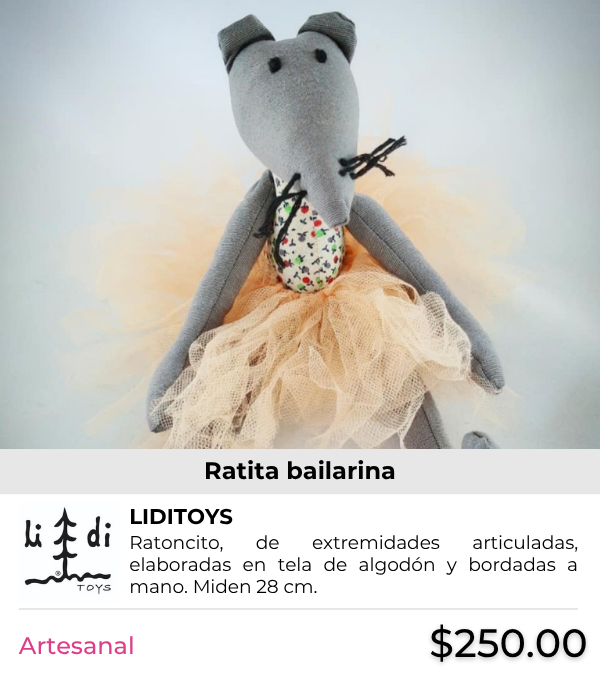 Ratita bailarina
LIDITOYS
li di
Ratoncito, de extremidades articuladas,
elaboradas en tela de algodón y bordadas a
mano. Miden 28 cm.
TOYS
Artesanal
$250.00